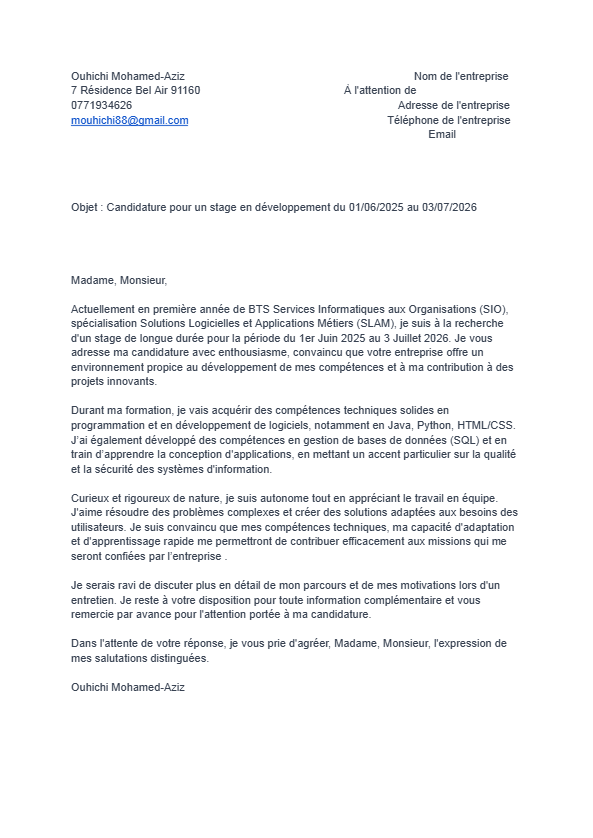 Ouhichi Mohamed-Aziz
Nom de l'entreprise
7 Résidence Bel Air 91160
À l'attention de
0771934626
Adresse de l'entreprise
mouhichi88@gmail.com
Téléphone de l'entreprise
Email
Objet : Candidature pour un stage en développement du 01/06/2025 au 03/07/2026
Madame, Monsieur,
Actuellement en première année de BTS Services Informatiques aux Organisations (SIO),
spécialisation Solutions Logicielles et Applications Métiers (SLAM), je suis à la recherche
d'un stage de longue durée pour la période du 1er Juin 2025 au 3 Juillet 2026. Je vous
adresse ma candidature avec enthousiasme, convaincu que votre entreprise offre un
environnement propice au développement de mes compétences et à ma contribution à des
projets innovants.
Durant ma formation, je vais acquérir des compétences techniques solides en
programmation et en développement de logiciels, notamment en Java, Python, HTML/CSS.
J'ai également développé des compétences en gestion de bases de données (SQL) et en
train d'apprendre la conception d'applications, en mettant un accent particulier sur la qualité
et la sécurité des systèmes d'information.
Curieux et rigoureux de nature, je suis autonome tout en appréciant le travail en équipe.
J'aime résoudre des problèmes complexes et créer des solutions adaptées aux besoins des
utilisateurs. Je suis convaincu que mes compétences techniques, ma capacité d'adaptation
et d'apprentissage rapide me permettront de contribuer efficacement aux missions qui me
seront confiées par l'entreprise .
Je serais ravi de discuter plus en détail de mon parcours et de mes motivations lors d'un
entretien. Je reste à votre disposition pour toute information complémentaire et vous
remercie par avance pour l'attention portée à ma candidature.
Dans l'attente de votre réponse, je vous prie d'agréer, Madame, Monsieur, l'expression de
mes salutations distinguées.
Ouhichi Mohamed-Aziz